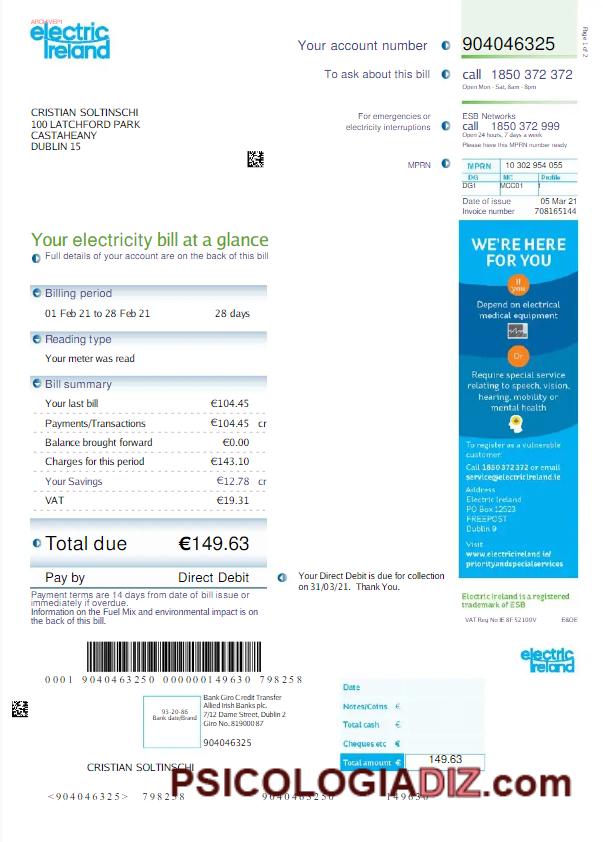 ARCHIVEP1
electric
Ireland
Page 1 of 2
Your account number 904046325
To ask about this bill call 1850 372 372
Open Mon - Sat, 8am - 8pm
CRISTIAN SOLTINSCHI
100 LATCHFORD PARK
CASTAHEANY
DUBLIN 15
For emergencies or
electricity interruptions
ESB Networks
call 1850 372 999
Open 24 hours, 7 days a week
Please have this MPRN number ready
MPRN
MPRN 10 302 954 055
DG MC Profile
DG1 MCC01 1
Date of issue 05 Mar 21
Invoice number 708165144
Your electricity bill at a glance
Full details of your account are on the back of this bill
Billing period
01 Feb 21 to 28 Feb 21 28 days
Reading type
Your meter was read
Bill summary
Your last bill €104.45
Payments/Transactions €104.45 cr
Balance brought forward €0.00
Charges for this period €143.10
Your Savings €12.78 cr
VAT €19.31
Total due €149.63
Pay by Direct Debit
Your Direct Debit is due for collection
on 31/03/21. Thank You.
Payment terms are 14 days from date of bill issue or
immediately if overdue.
Information on the Fuel Mix and environmental impact is on
the back of this bill.
WE'RE HERE
FOR YOU
If
you
Depend on electrical
medical equipment
Or
Require special service
relating to speech, vision,
hearing, mobility or
mental health
To register as a vulnerable
customer:
Call 1850 372 372 or email
service@electricireland.ie
Address
Electric Ireland
PO Box 12523
FREEPOST
Dublin 9
Visit
www.electricireland.ie/
priorityandspecialservices
Electric Ireland is a registered
trademark of ESB
VAT Reg No IE 8F 52100V E&OE
electric
Ireland
0001 9040463250 000000149630 798258
93-20-86
Bank date/Brand
Bank Giro Credit Transfer
Allied Irish Banks plc.
7/12 Dame Street, Dublin 2
Giro No. 81900087
904046325
Date
Notes/Coins €
Total cash €
Cheques etc €
Total amount € 149.63
CRISTIAN SOLTINSCHI
PSICOLOGIADIZ.com
<904046325> 798258 9040463250 149630